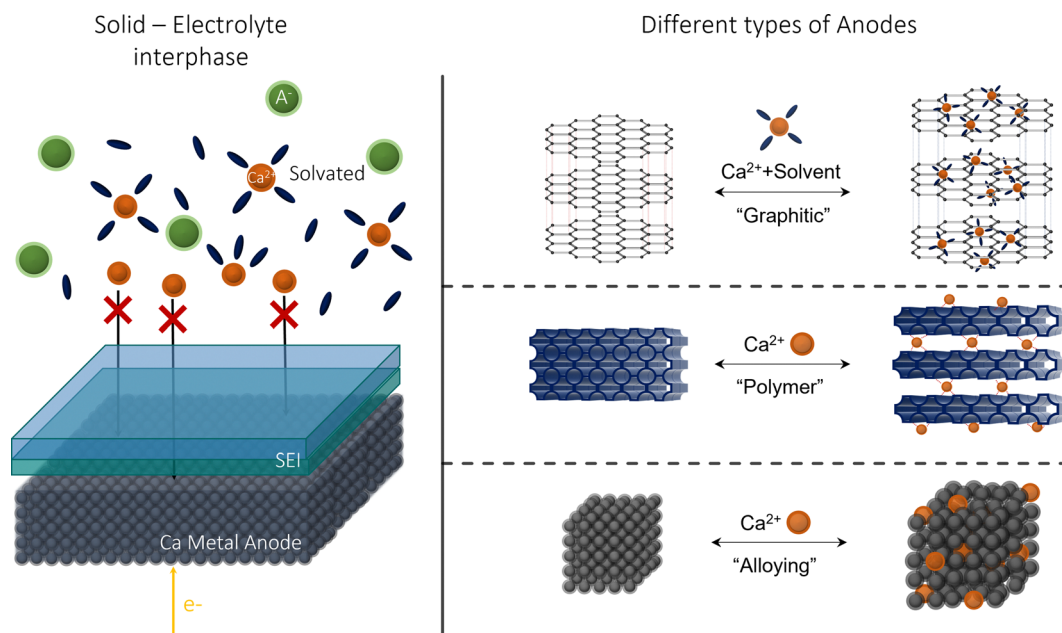 Solid – Electrolyte
interphase
A-
Ca2+
Solvated
SEI
Ca Metal Anode
e-
Different types of Anodes
Ca2++Solvent
“Graphitic”
Ca2+
“Polymer”
Ca2+
“Alloying”